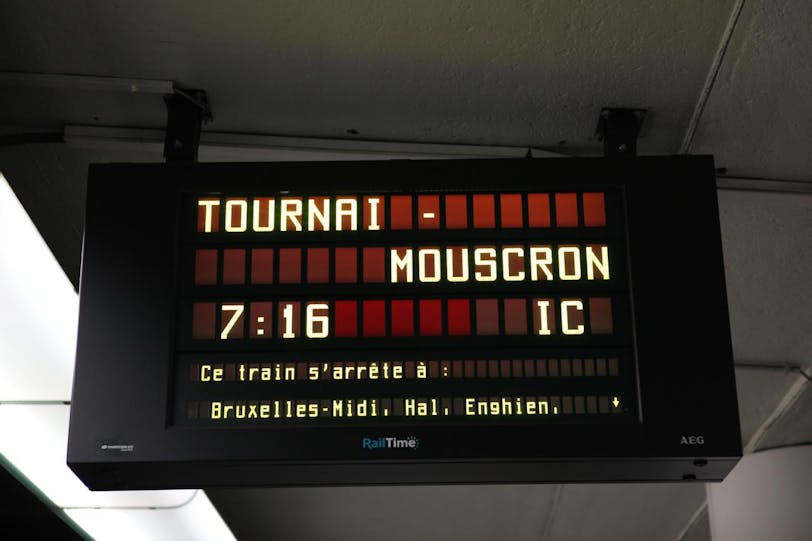 TOURNAI -
MOUSCRON
7:16 IC
Ce train s'arrête à :
Bruxelles-Midi, Hal, Enghien,
RailTime
AEG